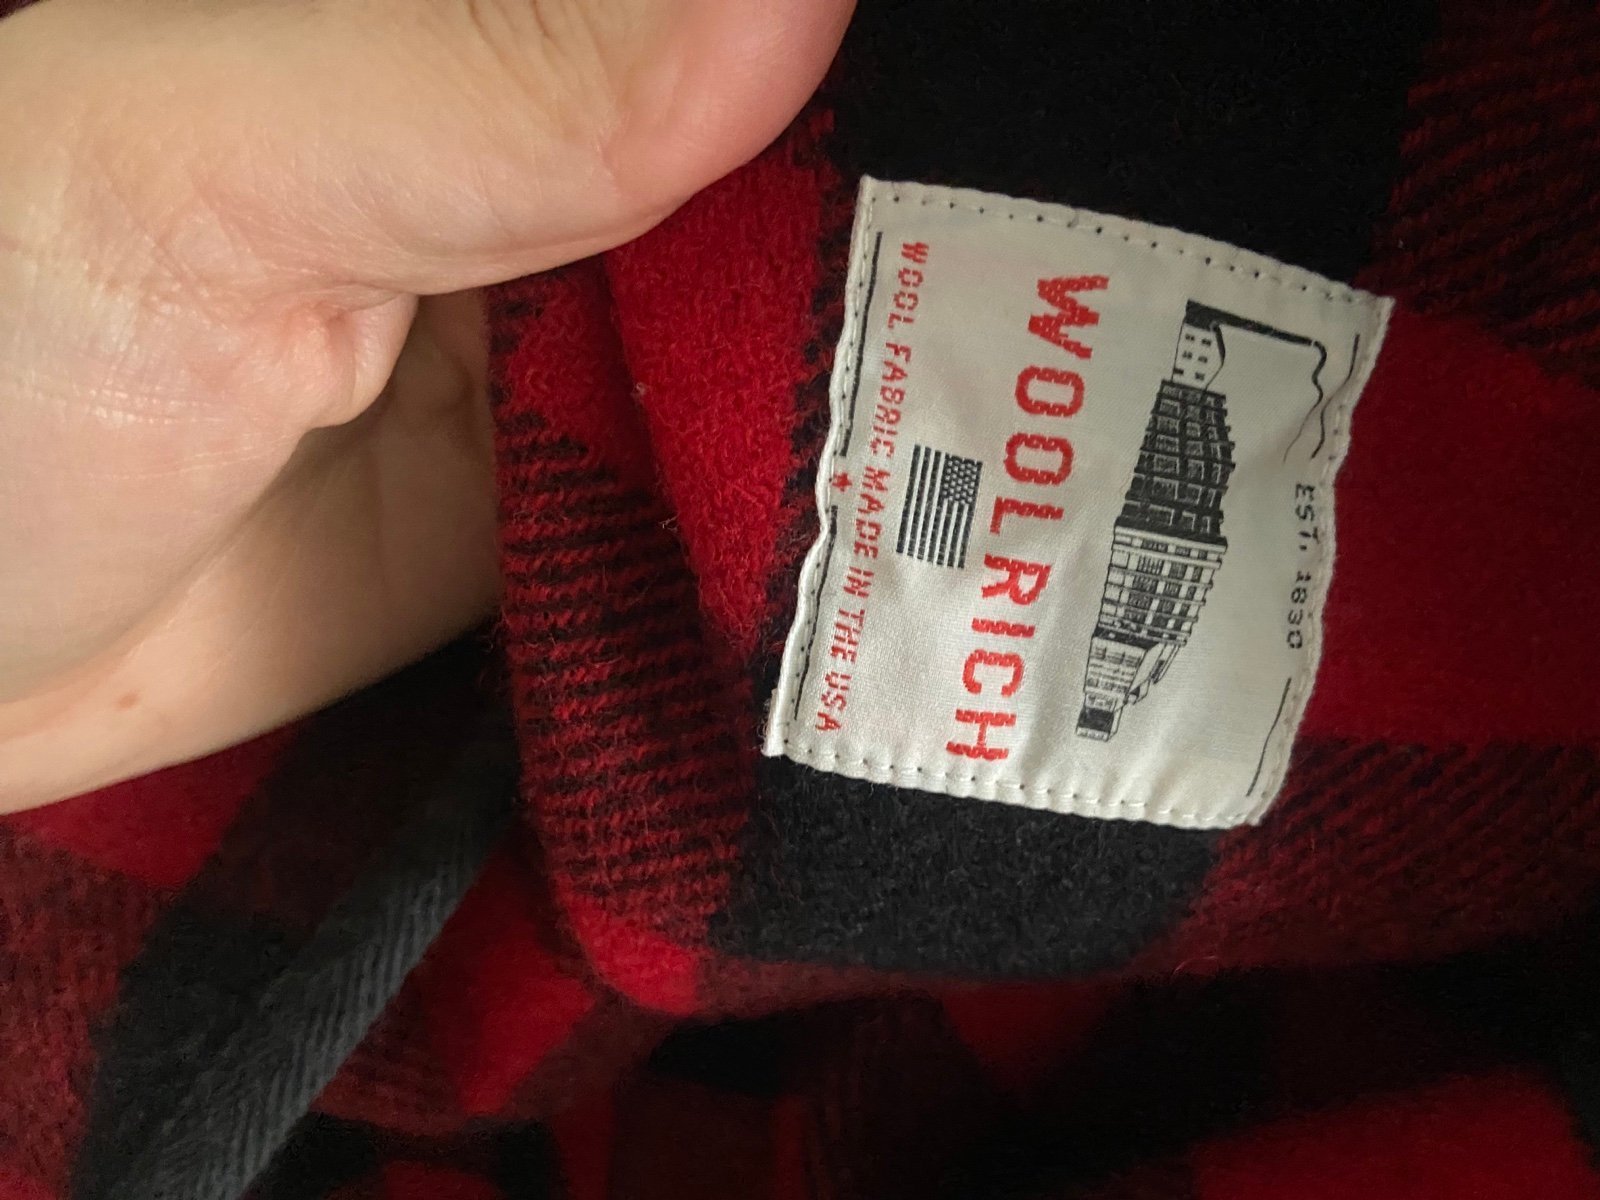 EST. 1830
WOOLRICH
WOOL FABRIC MADE IN THE USA